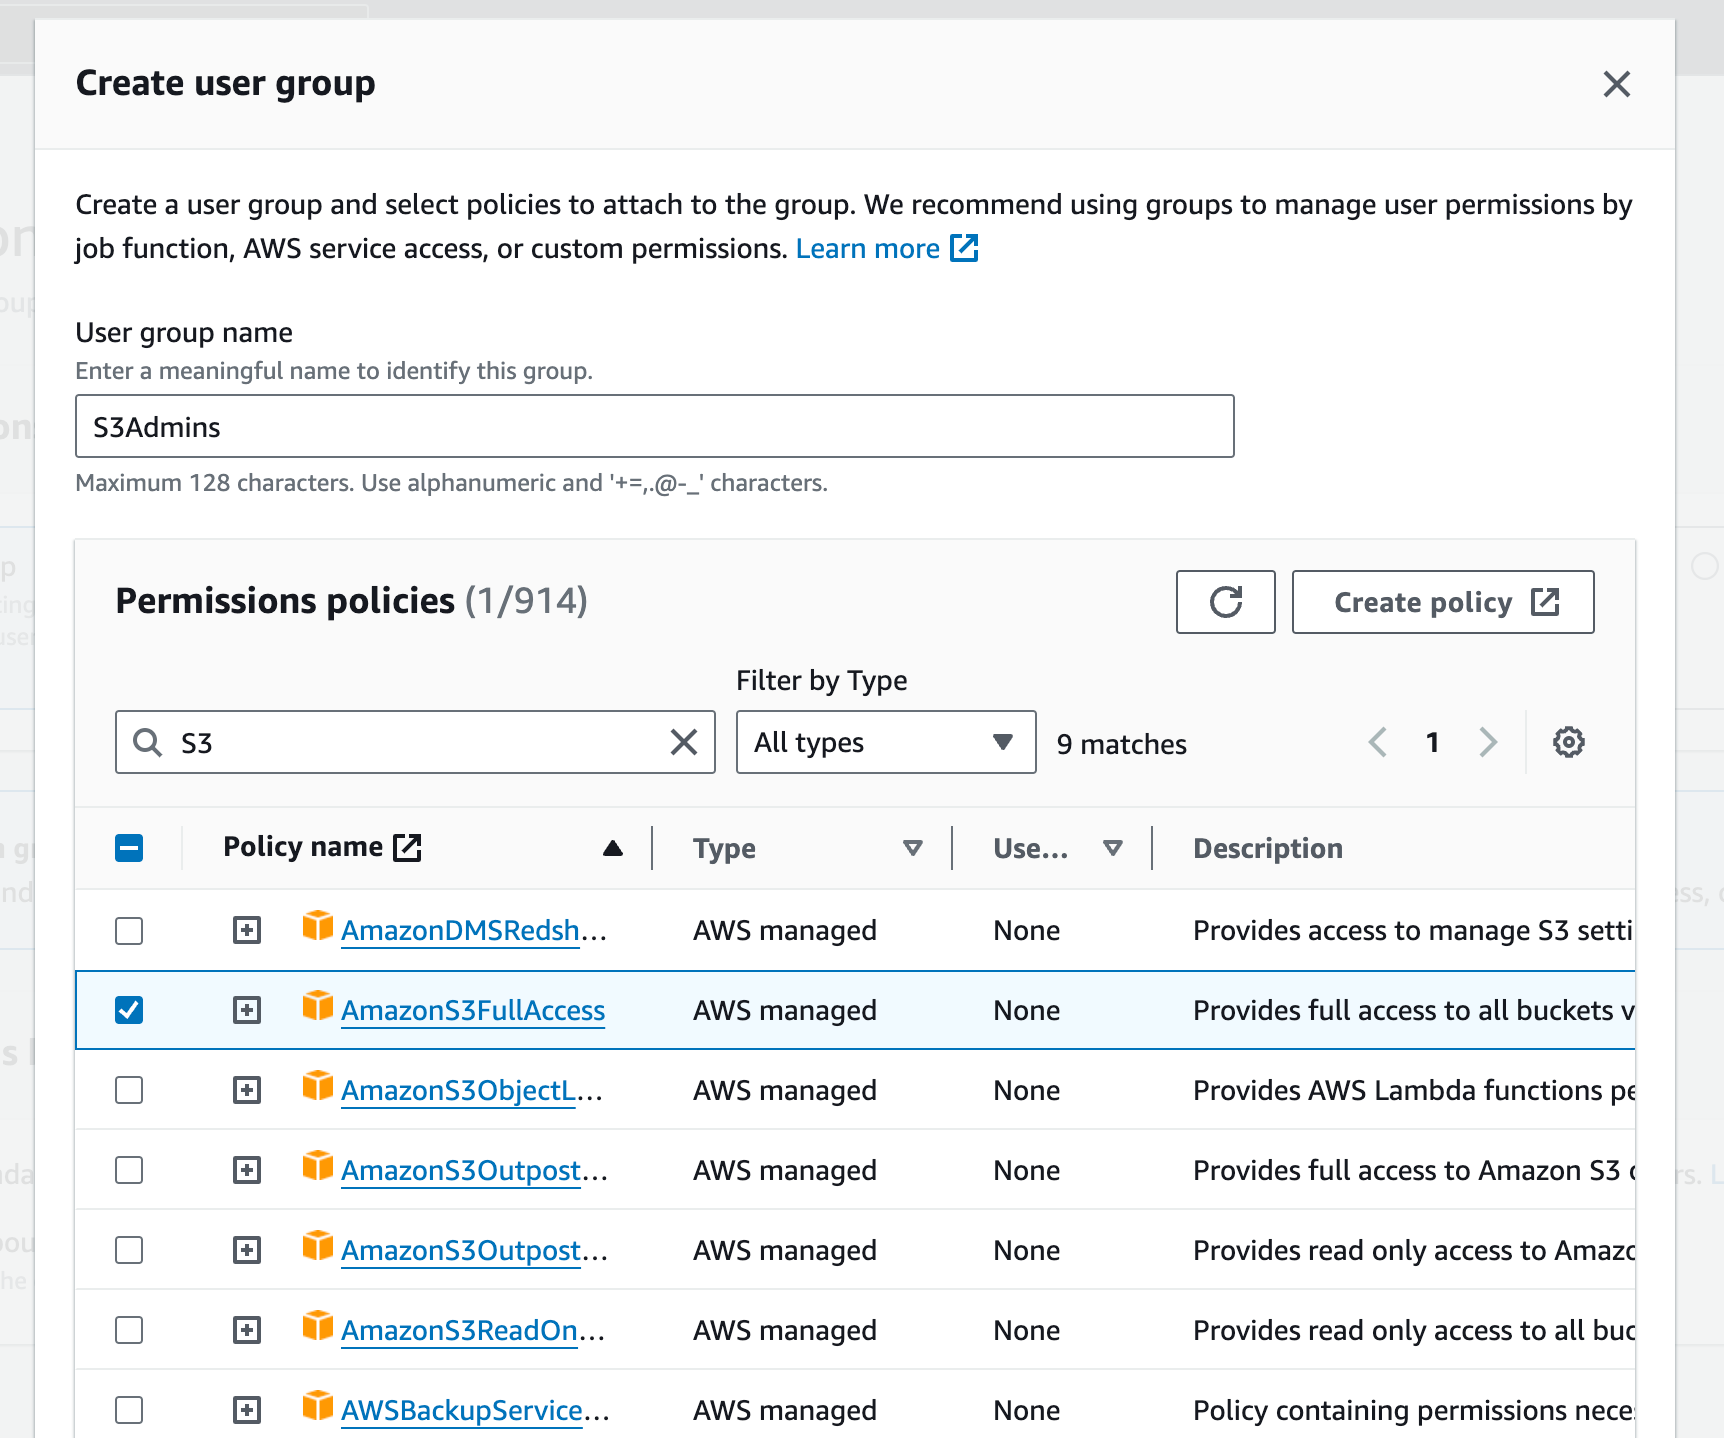 Create user group
Create a user group and select policies to attach to the group. We recommend using groups to manage user permissions by
job function, AWS service access, or custom permissions. Learn more
User group name
Enter a meaningful name to identify this group.
S3Admins
Maximum 128 characters. Use alphanumeric and '+=,.@-_' characters.
Permissions policies (1/914)
Create policy
Filter by Type
S3
All types
9 matches
1
Policy name Type Use... Description
AmazonDMSRedsh... AWS managed None Provides access to manage S3 setti
AmazonS3FullAccess AWS managed None Provides full access to all buckets v
AmazonS3ObjectL... AWS managed None Provides AWS Lambda functions pe
AmazonS3Outpost... AWS managed None Provides full access to Amazon S3
AmazonS3Outpost... AWS managed None Provides read only access to Amazo
AmazonS3ReadOn... AWS managed None Provides read only access to all buc
AWSBackupService... AWS managed None Policy containing permissions nece